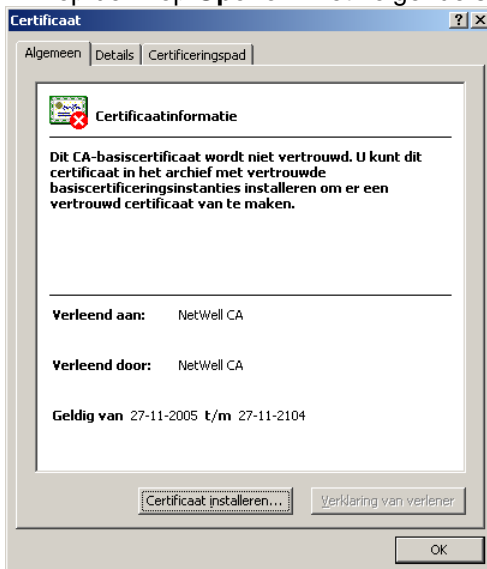 Certificaat
Algemeen Details Certificeringspad
Certificaatinformatie
Dit CA-basiscertificaat wordt niet vertrouwd. U kunt dit
certificaat in het archief met vertrouwde
basiscertificeringsinstanties installeren om er een
vertrouwd certificaat van te maken.
Verleend aan: NetWell CA
Verleend door: NetWell CA
Geldig van 27-11-2005 t/m 27-11-2104
Certificaat installeren... Verklaring van verlener
OK